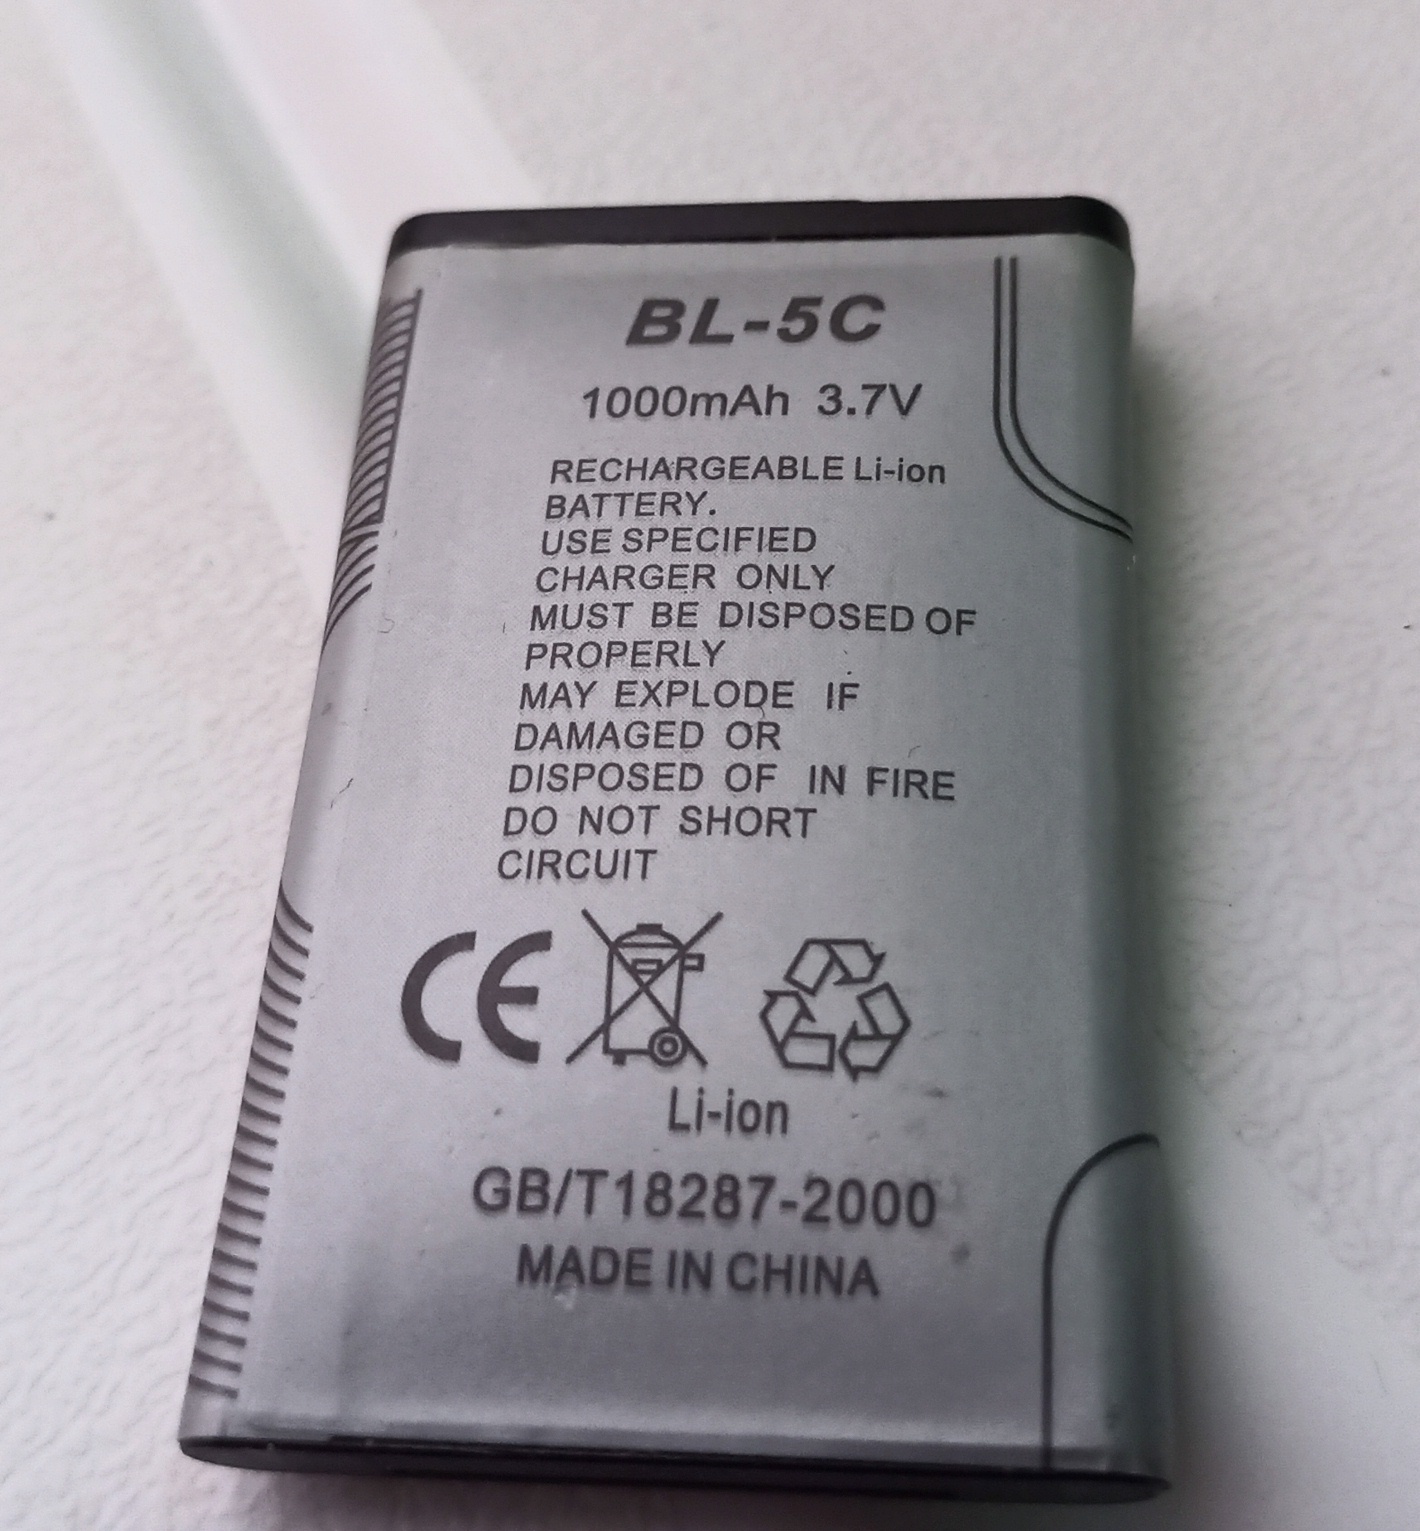 BL-5C
1000mAh 3.7V
RECHARGEABLE Li-ion
BATTERY.
USE SPECIFIED
CHARGER ONLY
MUST BE DISPOSED OF
PROPERLY
MAY EXPLODE IF
DAMAGED OR
DISPOSED OF IN FIRE
DO NOT SHORT
CIRCUIT
CE
Li-ion
GB/T18287-2000
MADE IN CHINA